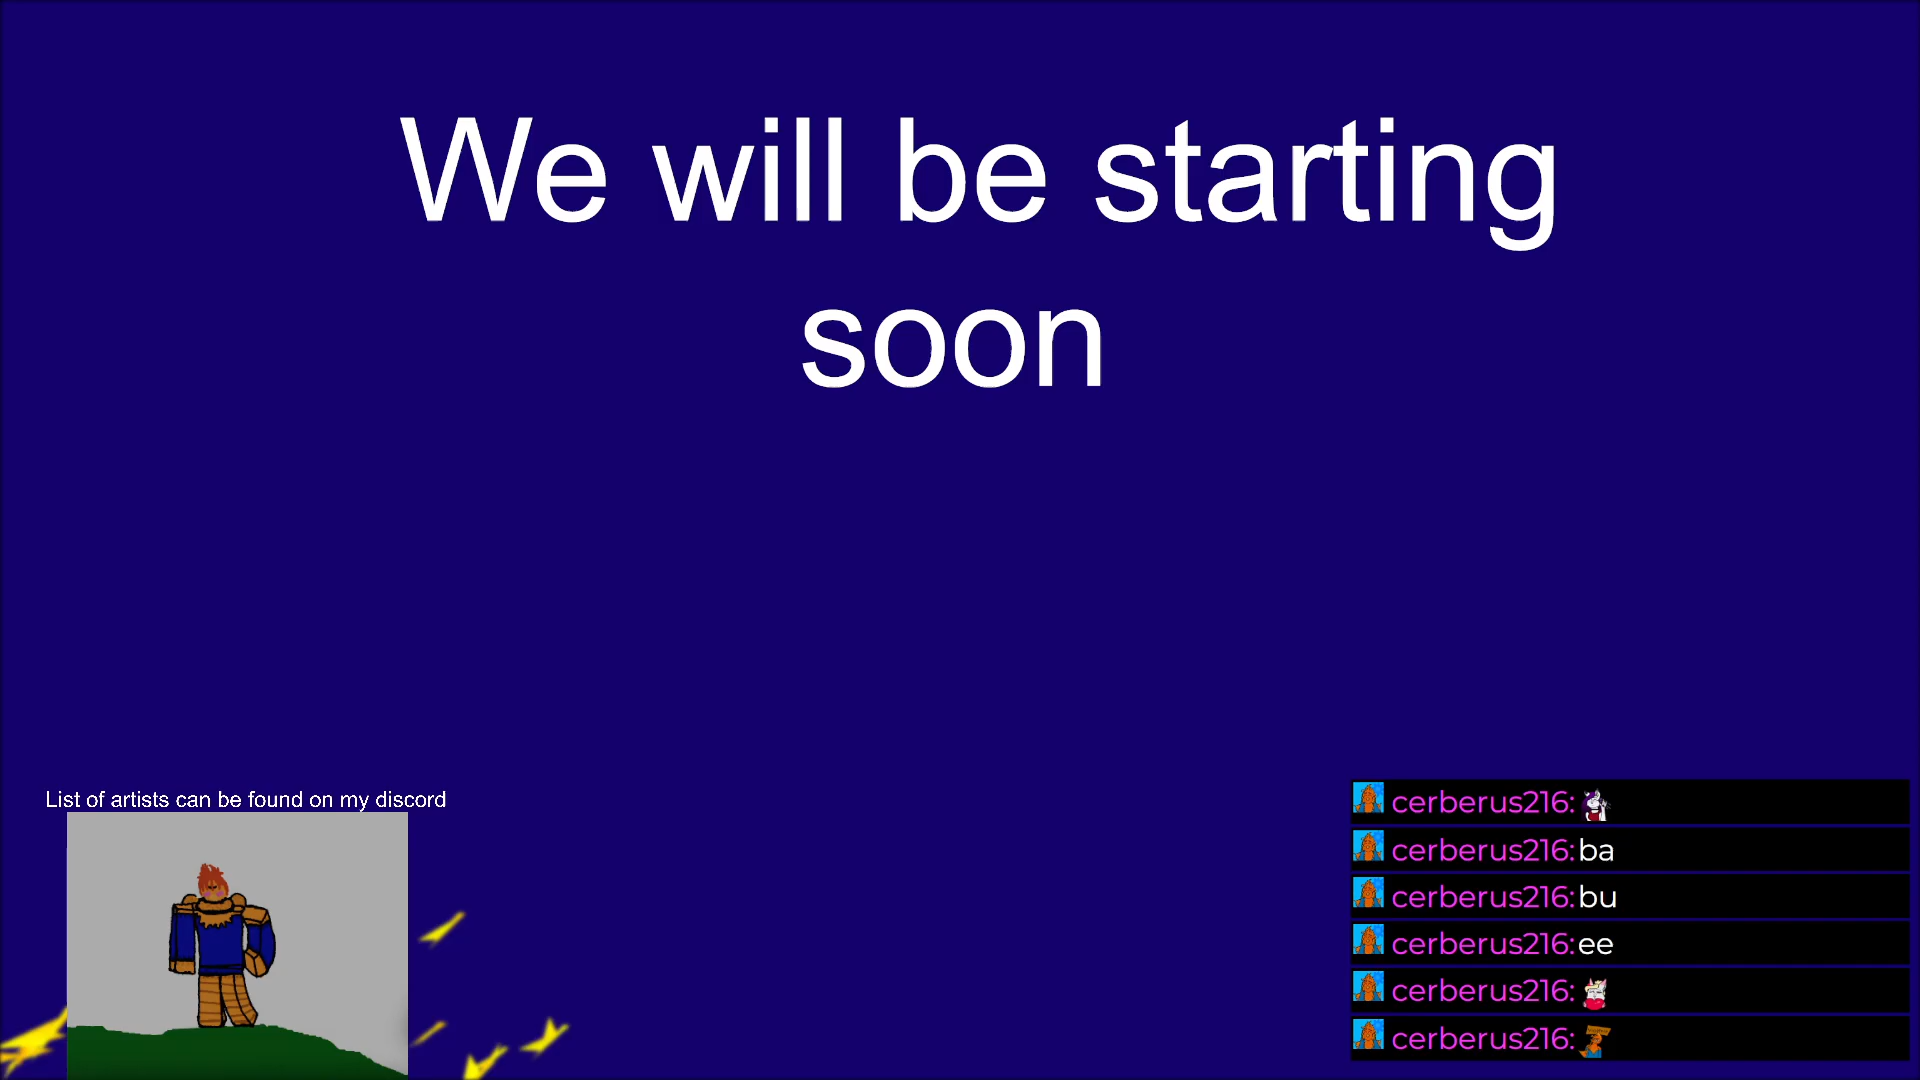 We will be starting
soon
List of artists can be found on my discord
cerberus216:
cerberus216: ba
cerberus216: bu
cerberus216: ee
cerberus216:
cerberus216: